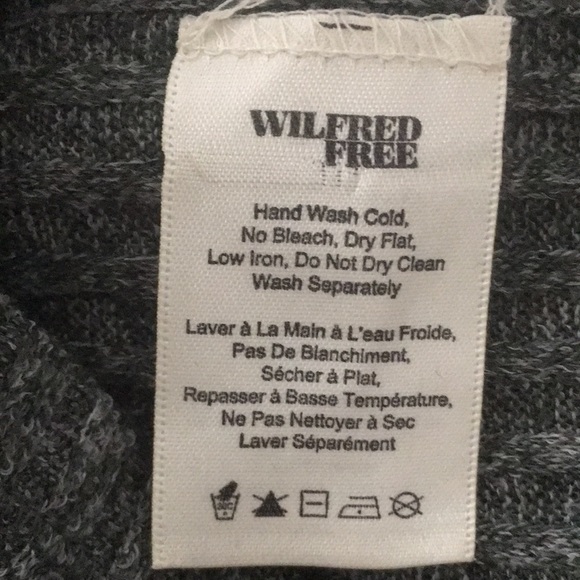 WILFRED
FREE
Hand Wash Cold,
No Bleach, Dry Flat,
Low Iron, Do Not Dry Clean
Wash Separately
Laver à La Main à L'eau Froide,
Pas De Blanchiment,
Sécher à Plat,
Repasser à Basse Température,
Ne Pas Nettoyer à Sec
Laver Séparément